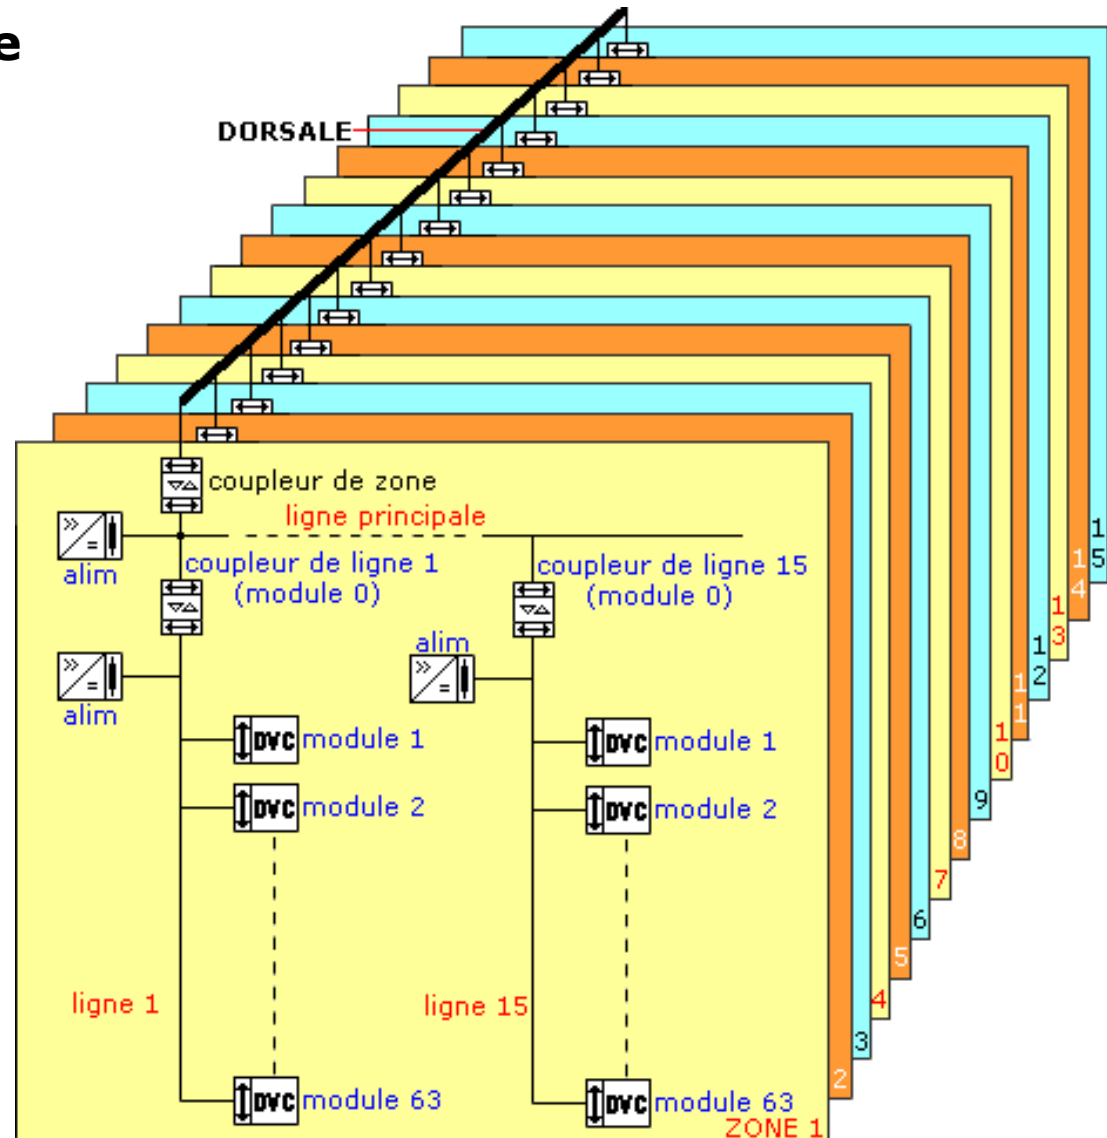 e
DORSALE
coupleur de zone
ligne principale
alim
coupleur de ligne 1
(module 0)
coupleur de ligne 15
(module 0)
alim
alim
DVC module 1
DVC module 1
DVC module 2
DVC module 2
ligne 1
ligne 15
DVC module 63
DVC module 63
ZONE 1
2
3
4
5
6
7
8
9
10
11
12
13
14
15